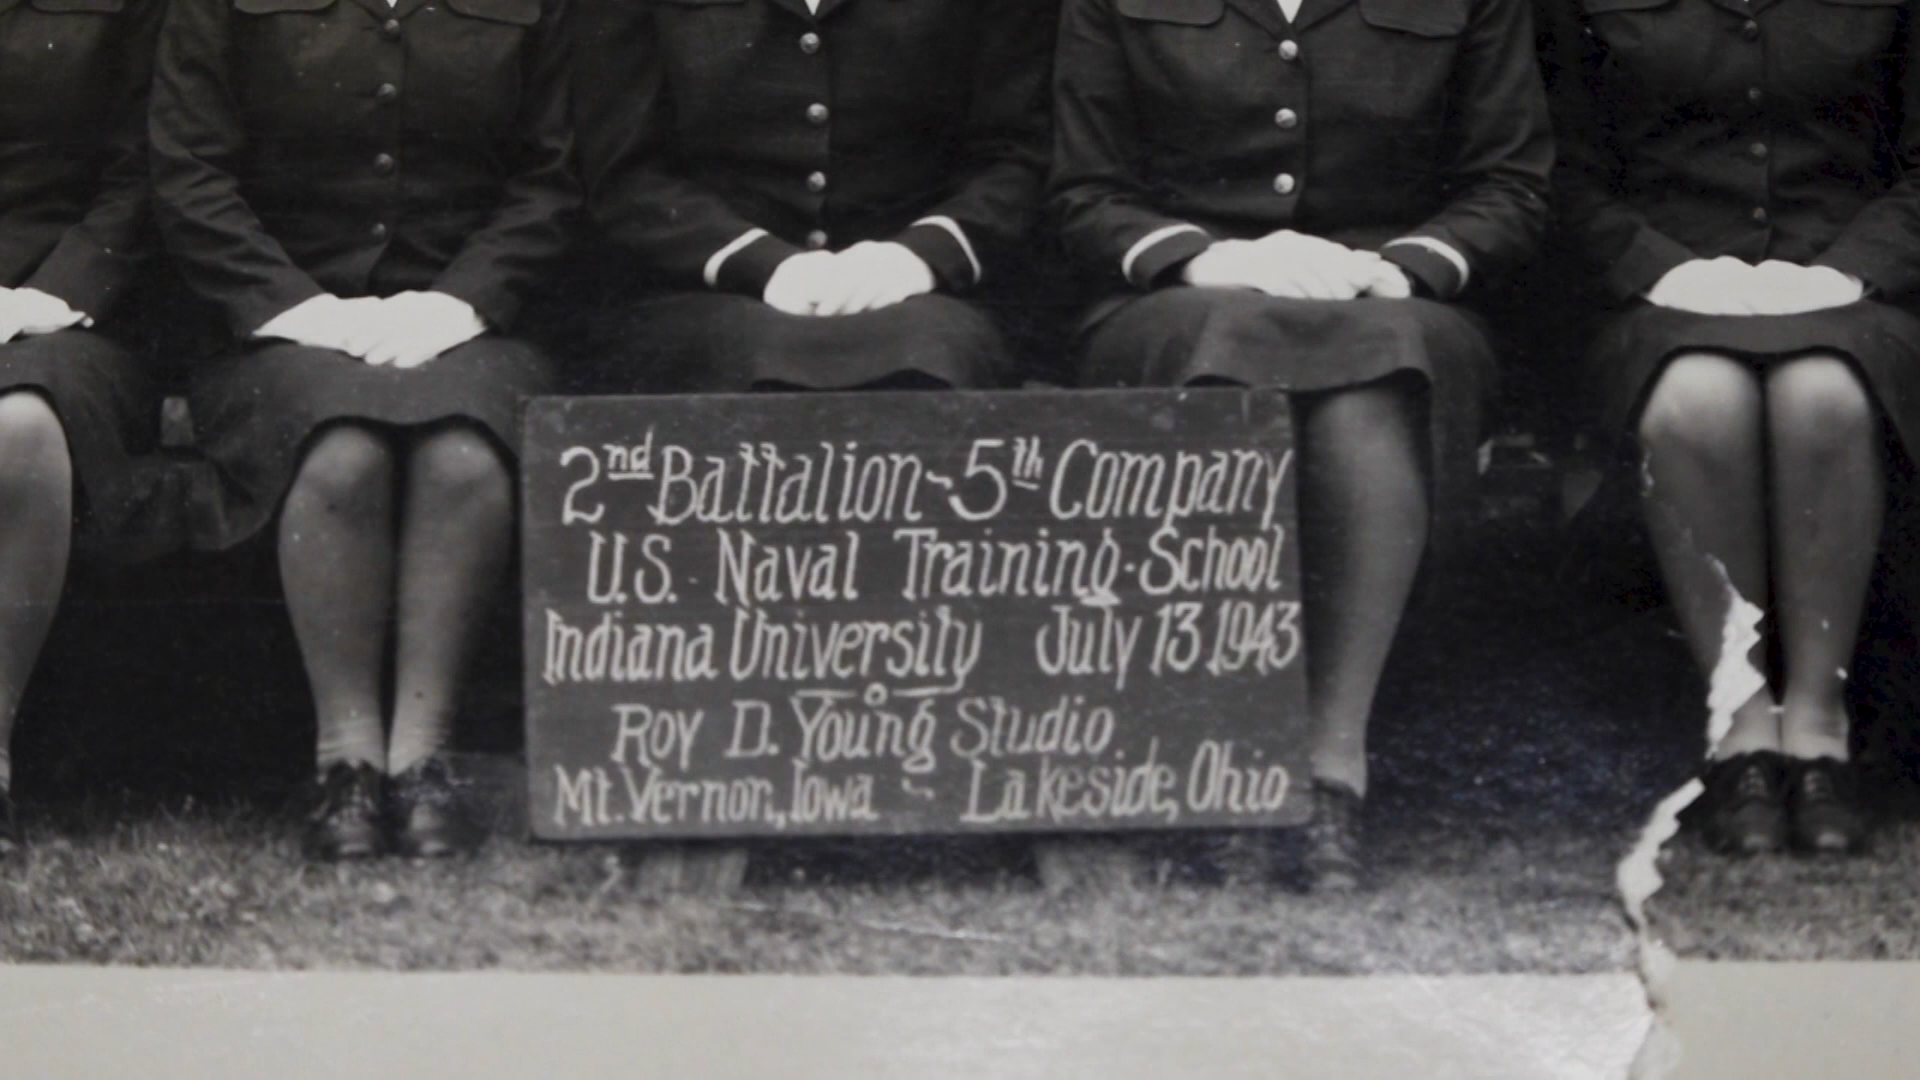 2nd Battalion - 5th Company
U.S. Naval Training School
Indiana University July 13 1943
Roy D. Young Studio
Mt. Vernon, Iowa - Lakeside, Ohio